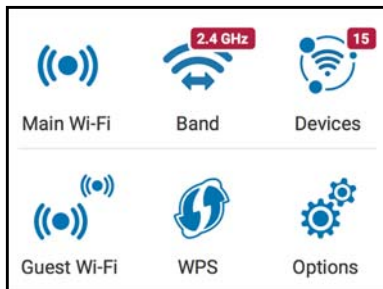 2.4 GHz 15
Main Wi-Fi Band Devices
Guest Wi-Fi WPS Options